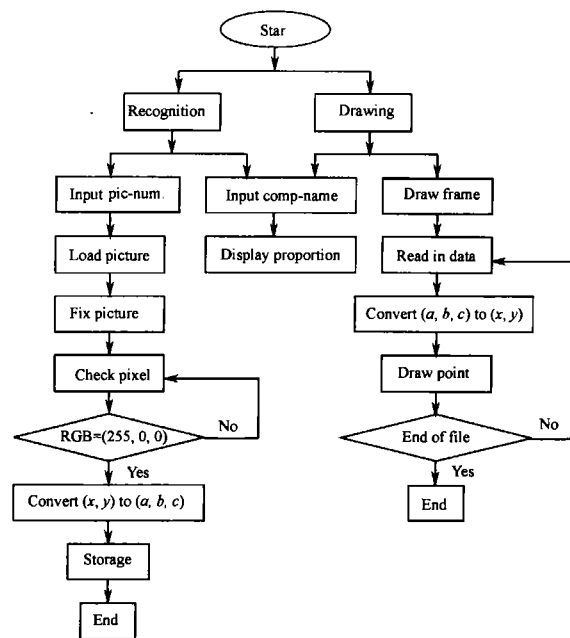 Star
Recognition
Drawing
Input pic-num.
Input comp-name
Draw frame
Load picture
Display proportion
Read in data
Fix picture
Convert (a, b, c) to (x, y)
Check pixel
Draw point
RGB=(255, 0, 0)
No
End of file
No
Yes
Yes
Convert (x, y) to (a, b, c)
End
Storage
End